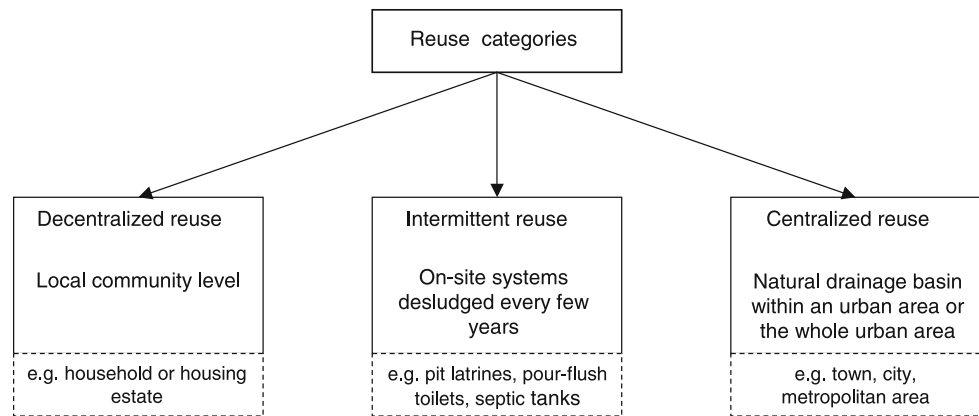 Reuse categories
Decentralized reuse
Local community level
e.g. household or housing
estate
Intermittent reuse
On-site systems
desludged every few
years
e.g. pit latrines, pour-flush
toilets, septic tanks
Centralized reuse
Natural drainage basin
within an urban area or
the whole urban area
e.g. town, city,
metropolitan area